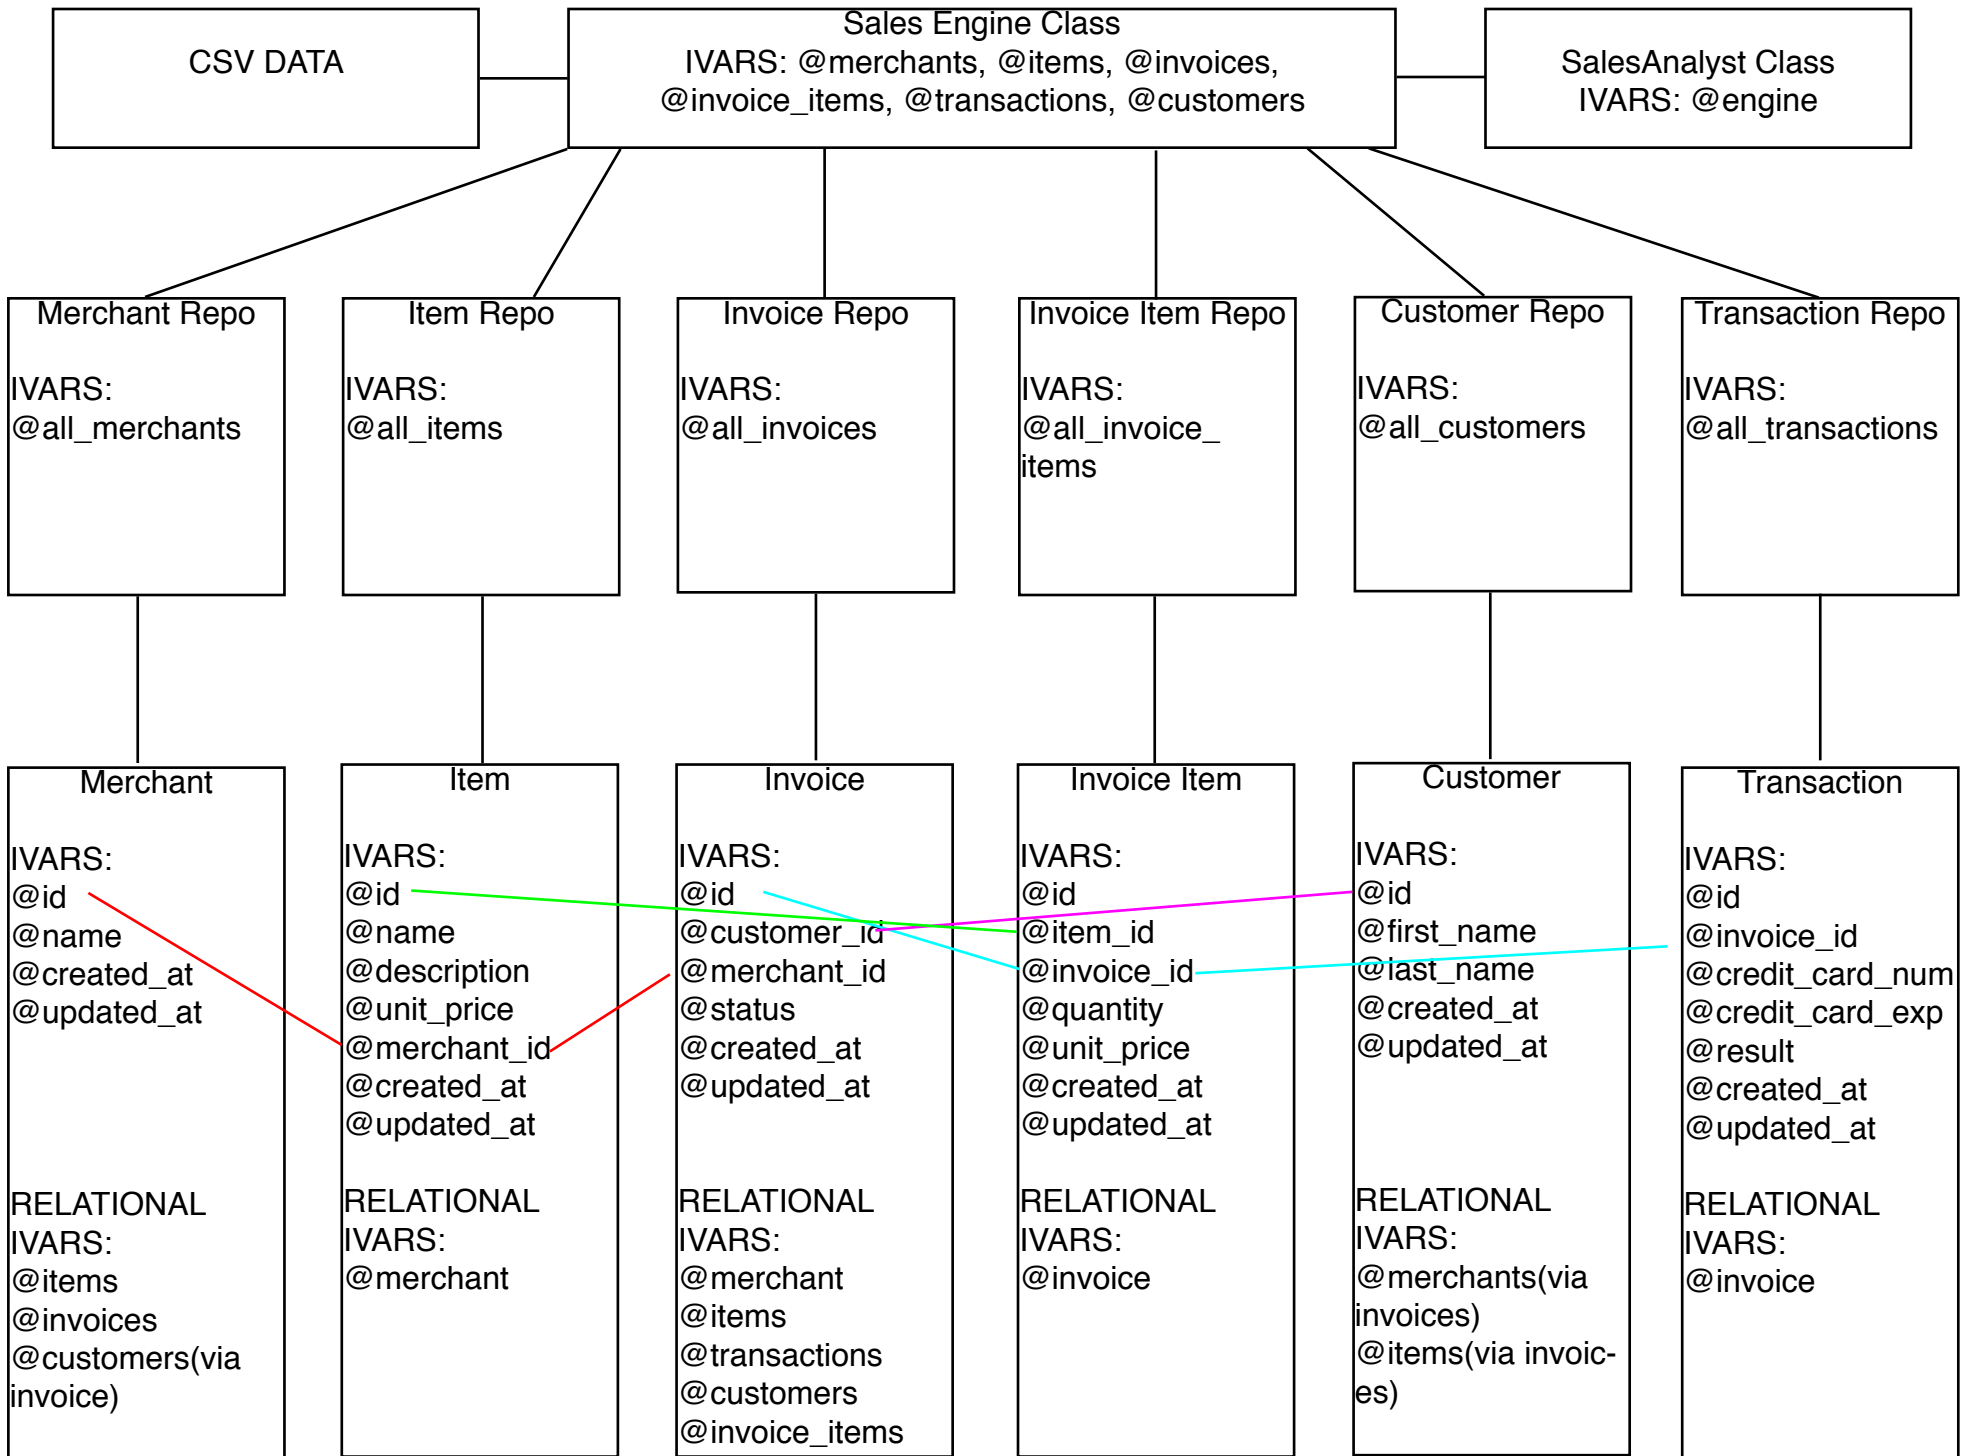 CSV DATA
Sales Engine Class
IVARS: @merchants, @items, @invoices,
@invoice_items, @transactions, @customers
SalesAnalyst Class
IVARS: @engine
Merchant Repo
IVARS:
@all_merchants
Item Repo
IVARS:
@all_items
Invoice Repo
IVARS:
@all_invoices
Invoice Item Repo
IVARS:
@all_invoice_
items
Customer Repo
IVARS:
@all_customers
Transaction Repo
IVARS:
@all_transactions
Merchant
IVARS:
@id
@name
@created_at
@updated_at
RELATIONAL
IVARS:
@items
@invoices
@customers(via
invoice)
Item
IVARS:
@id
@name
@description
@unit_price
@merchant_id
@created_at
@updated_at
RELATIONAL
IVARS:
@merchant
Invoice
IVARS:
@id
@customer_id
@merchant_id
@status
@created_at
@updated_at
RELATIONAL
IVARS:
@merchant
@items
@transactions
@customers
@invoice_items
Invoice Item
IVARS:
@id
@item_id
@invoice_id
@quantity
@unit_price
@created_at
@updated_at
RELATIONAL
IVARS:
@invoice
Customer
IVARS:
@id
@first_name
@last_name
@created_at
@updated_at
RELATIONAL
IVARS:
@merchants(via
invoices)
@items(via invoic-
es)
Transaction
IVARS:
@id
@invoice_id
@credit_card_num
@credit_card_exp
@result
@created_at
@updated_at
RELATIONAL
IVARS:
@invoice